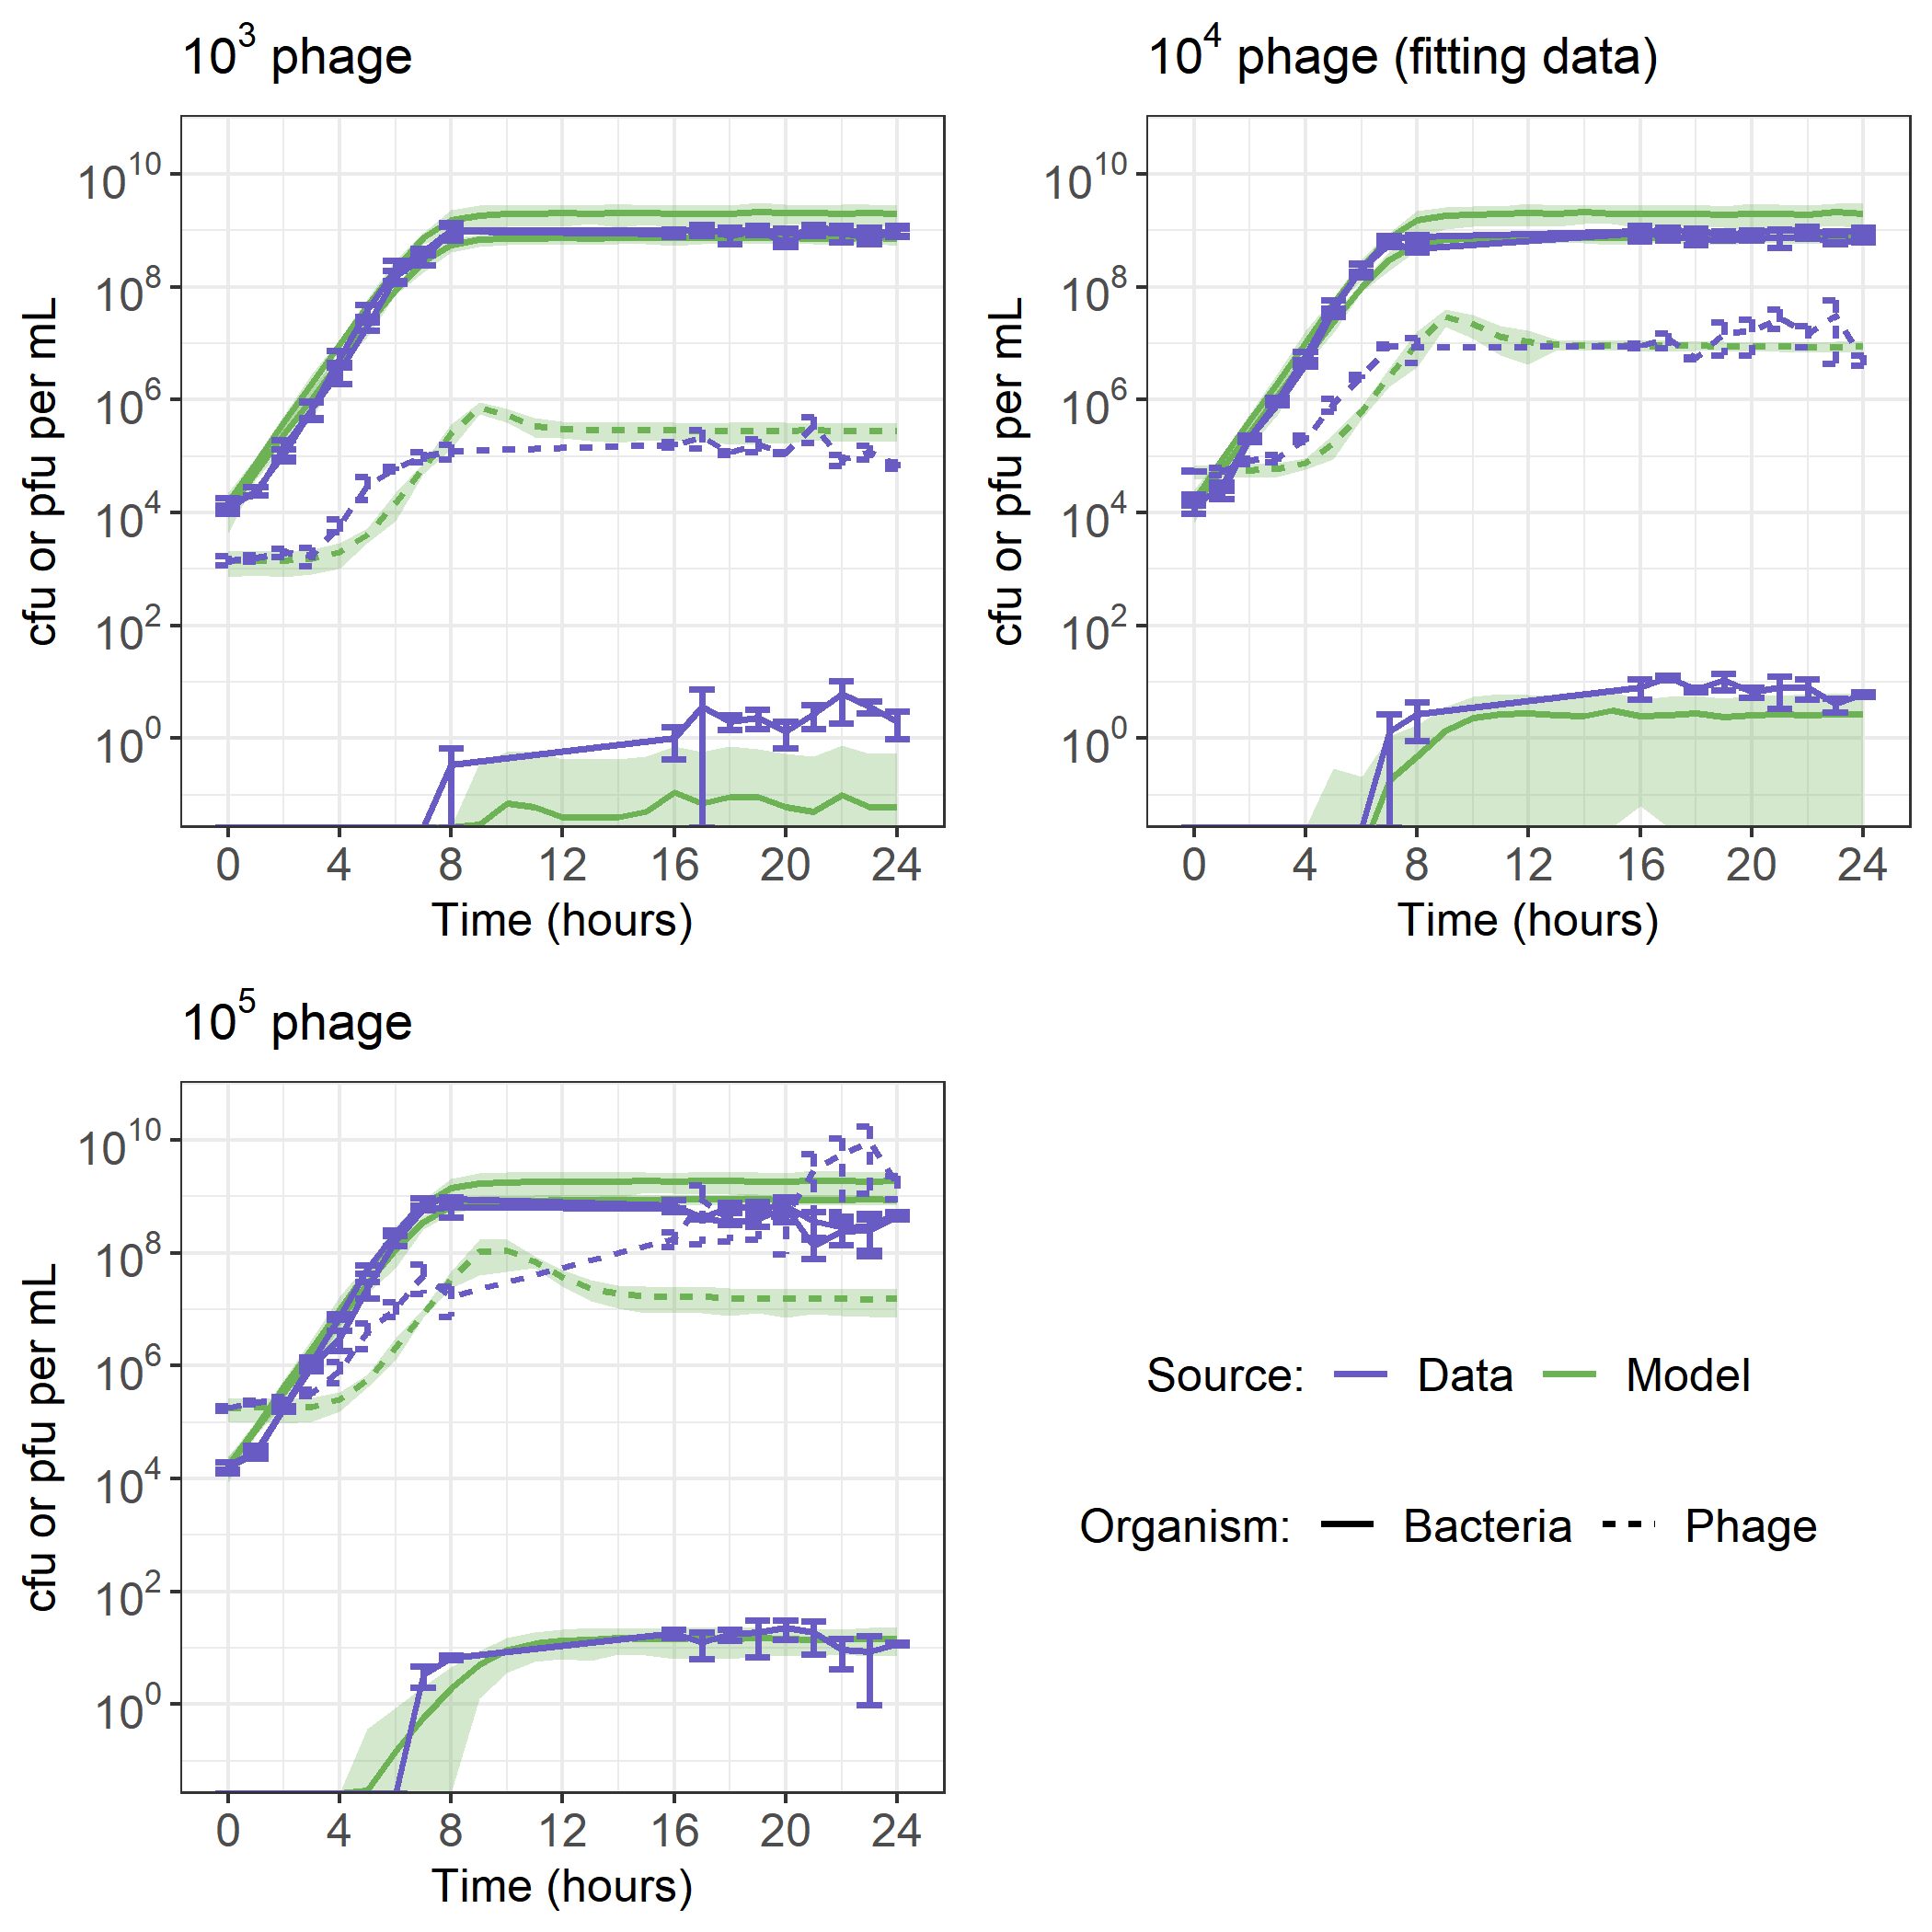 10³ phage
10⁴ phage (fitting data)
10¹⁰
10⁸
10⁶
10⁴
10²
10⁰
cfu or pfu per mL
0 4 8 12 16 20 24
Time (hours)
10¹⁰
10⁸
10⁶
10⁴
10²
10⁰
cfu or pfu per mL
0 4 8 12 16 20 24
Time (hours)
10⁵ phage
10¹⁰
10⁸
10⁶
10⁴
10²
10⁰
cfu or pfu per mL
0 4 8 12 16 20 24
Time (hours)
Source: Data Model
Organism: Bacteria Phage